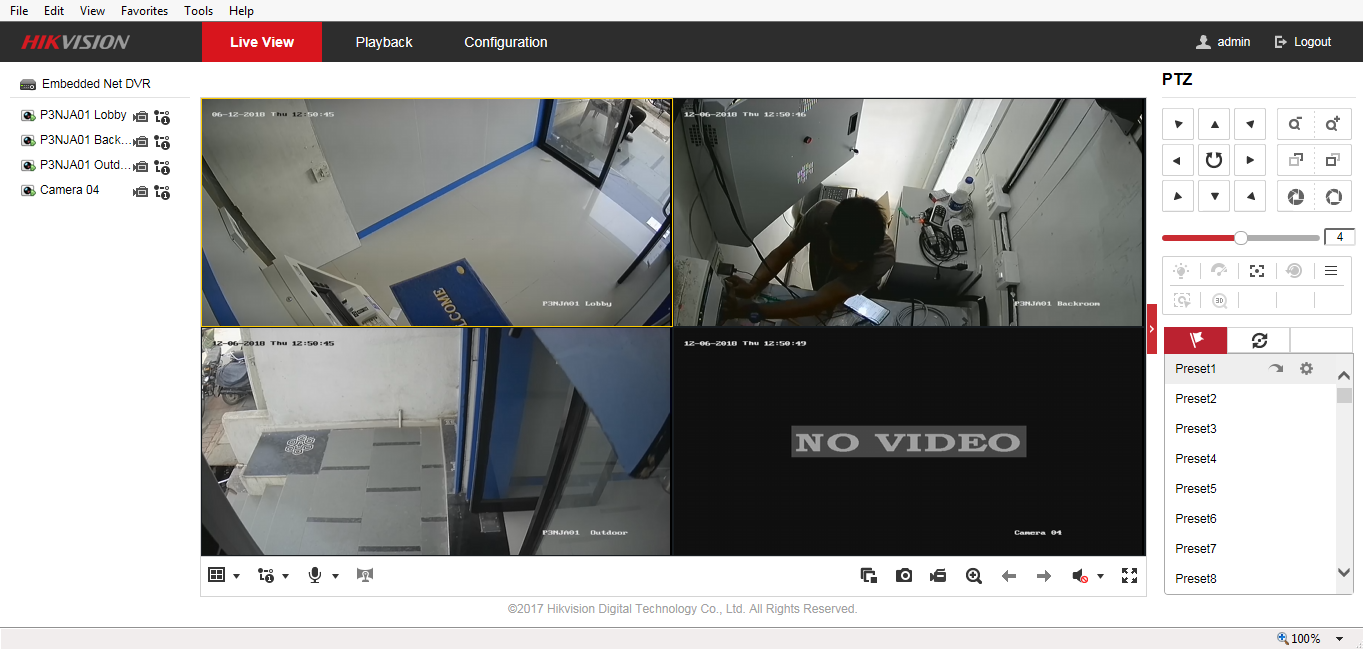 File Edit View Favorites Tools Help
HIKVISION Live View Playback Configuration admin Logout
Embedded Net DVR
P3NJA01 Lobby
P3NJA01 Back...
P3NJA01 Outd...
Camera 04
06-12-2018 Thu 12:50:45
P3NJA01 Lobby
12-06-2018 Thu 12:50:46
P3NJA01 Backroom
12-06-2018 Thu 12:50:45
P3NJA01 Outdoor
12-06-2018 Thu 12:50:49
NO VIDEO
Camera 04
PTZ
4
3D
Preset1
Preset2
Preset3
Preset4
Preset5
Preset6
Preset7
Preset8
©2017 Hikvision Digital Technology Co., Ltd. All Rights Reserved.
100%